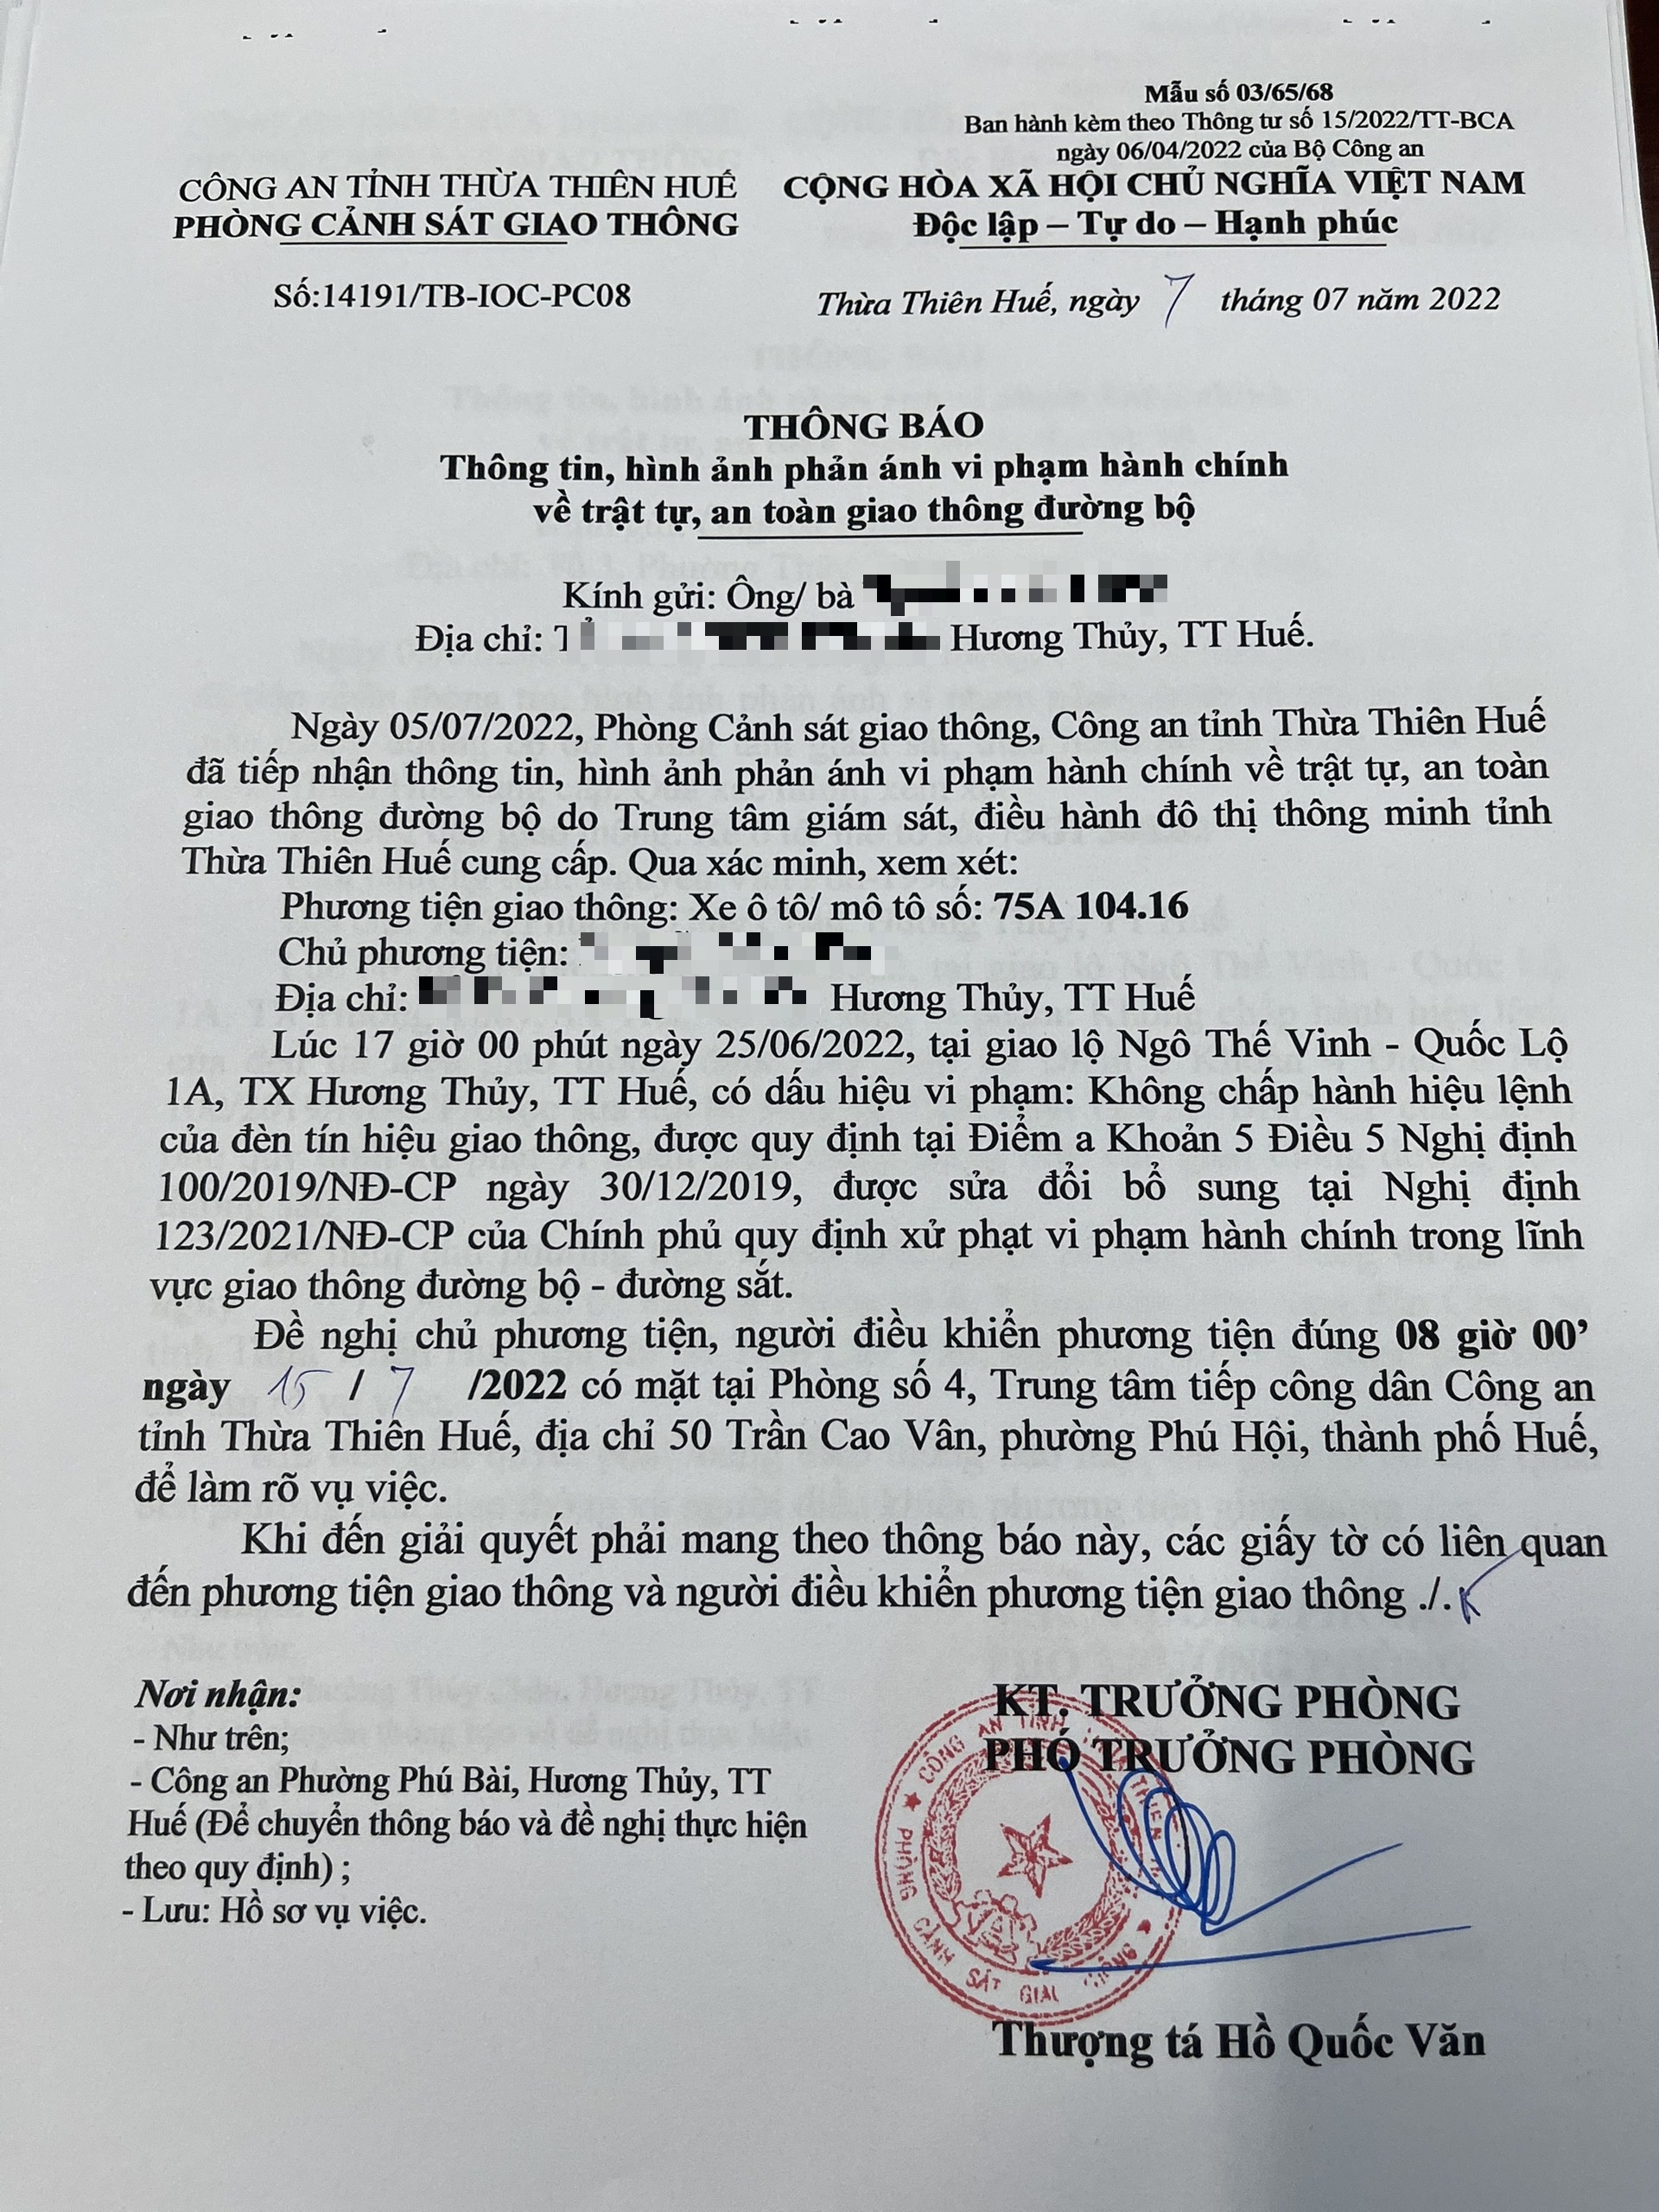 Mẫu số 03/65/68
Ban hành kèm theo Thông tư số 15/2022/TT-BCA
ngày 06/04/2022 của Bộ Công an
CÔNG AN TỈNH THỪA THIÊN HUẾ
PHÒNG CẢNH SÁT GIAO THÔNG
CỘNG HÒA XÃ HỘI CHỦ NGHĨA VIỆT NAM
Độc lập – Tự do – Hạnh phúc
Số:14191/TB-IOC-PC08
Thừa Thiên Huế, ngày 7 tháng 07 năm 2022
THÔNG BÁO
Thông tin, hình ảnh phản ánh vi phạm hành chính
về trật tự, an toàn giao thông đường bộ
Kính gửi: Ông/ bà
Địa chỉ: Hương Thủy, TT Huế.
Ngày 05/07/2022, Phòng Cảnh sát giao thông, Công an tỉnh Thừa Thiên Huế
đã tiếp nhận thông tin, hình ảnh phản ánh vi phạm hành chính về trật tự, an toàn
giao thông đường bộ do Trung tâm giám sát, điều hành đô thị thông minh tỉnh
Thừa Thiên Huế cung cấp. Qua xác minh, xem xét:
Phương tiện giao thông: Xe ô tô/ mô tô số: 75A 104.16
Chủ phương tiện:
Địa chỉ: Hương Thủy, TT Huế
Lúc 17 giờ 00 phút ngày 25/06/2022, tại giao lộ Ngô Thế Vinh - Quốc Lộ
1A, TX Hương Thủy, TT Huế, có dấu hiệu vi phạm: Không chấp hành hiệu lệnh
của đèn tín hiệu giao thông, được quy định tại Điểm a Khoản 5 Điều 5 Nghị định
100/2019/NĐ-CP ngày 30/12/2019, được sửa đổi bổ sung tại Nghị định
123/2021/NĐ-CP của Chính phủ quy định xử phạt vi phạm hành chính trong lĩnh
vực giao thông đường bộ - đường sắt.
Đề nghị chủ phương tiện, người điều khiển phương tiện đúng 08 giờ 00’
ngày 15 / 7 /2022 có mặt tại Phòng số 4, Trung tâm tiếp công dân Công an
tỉnh Thừa Thiên Huế, địa chỉ 50 Trần Cao Vân, phường Phú Hội, thành phố Huế,
để làm rõ vụ việc.
Khi đến giải quyết phải mang theo thông báo này, các giấy tờ có liên quan
đến phương tiện giao thông và người điều khiển phương tiện giao thông ./.
Nơi nhận:
- Như trên;
- Công an Phường Phú Bài, Hương Thủy, TT
Huế (Để chuyển thông báo và đề nghị thực hiện
theo quy định) ;
- Lưu: Hồ sơ vụ việc.
KT. TRƯỞNG PHÒNG
PHÓ TRƯỞNG PHÒNG
CÔNG AN TỈNH THỪA THIÊN
PHÒNG CẢNH SÁT GIAO THÔNG
Thượng tá Hồ Quốc Văn